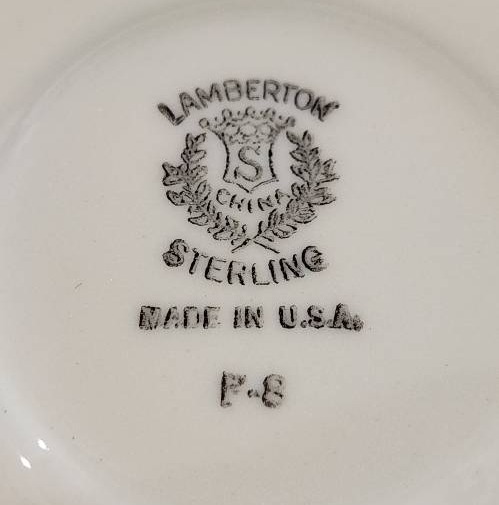 LAMBERTON
S
CHINA
STERLING
MADE IN U.S.A.
F-8